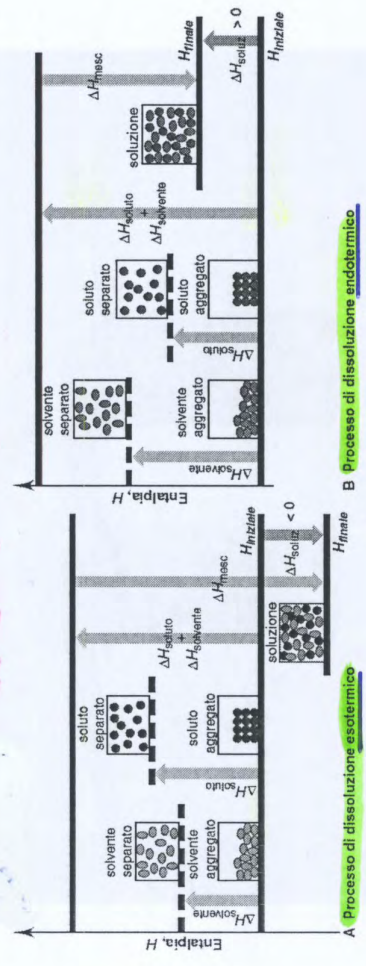 Entalpia, H
solvente
separato
solvente
aggregato
ΔHsolvente
soluto
separato
soluto
aggregato
ΔHsoluto
ΔHsoluto
+
ΔHsolvente
ΔHmesc
soluzione
Hiniziale
ΔHsoluz < 0
Hfinale
A Processo di dissoluzione esotermico
Entalpia, H
solvente
separato
solvente
aggregato
ΔHsolvente
soluto
separato
soluto
aggregato
ΔHsoluto
ΔHsoluto
+
ΔHsolvente
ΔHmesc
soluzione
Hfinale
ΔHsoluz > 0
Hiniziale
B Processo di dissoluzione endotermico